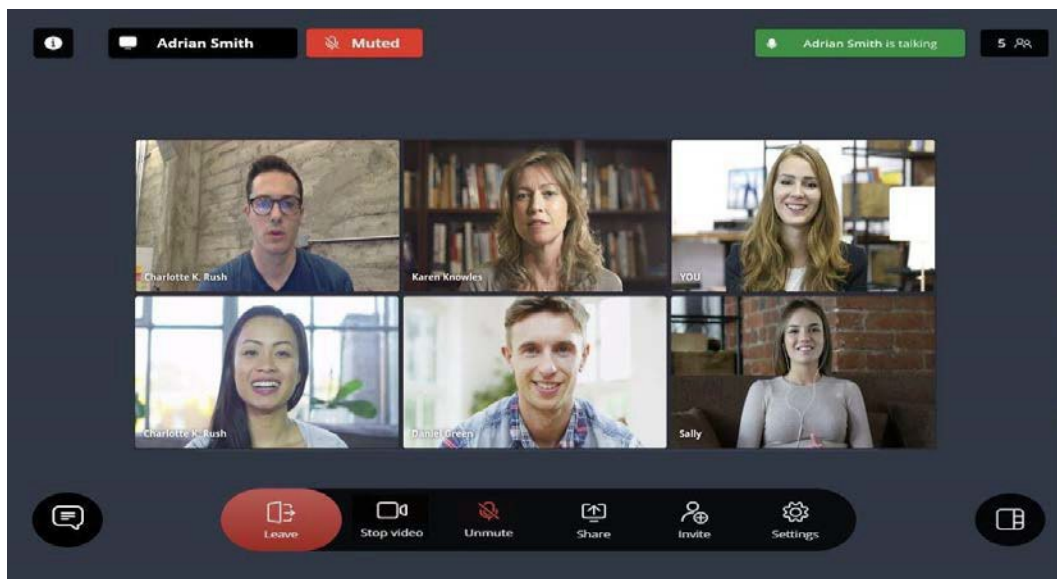 Adrian Smith
Muted
Adrian Smith is talking
5
Charlotte K. Rush
Karen Knowles
YOU
Charlotte K. Rush
Daniel Green
Sally
Leave
Stop video
Unmute
Share
Invite
Settings